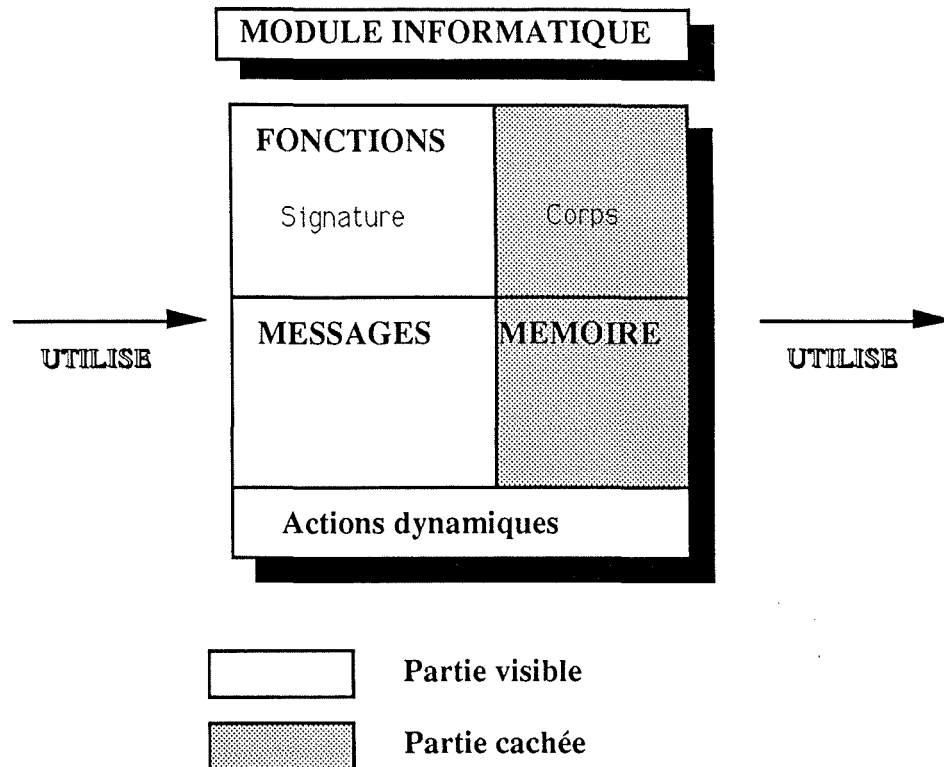 MODULE INFORMATIQUE
FONCTIONS
Signature
Corps
MESSAGES
MEMOIRE
UTILISE
UTILISE
Actions dynamiques
Partie visible
Partie cachée